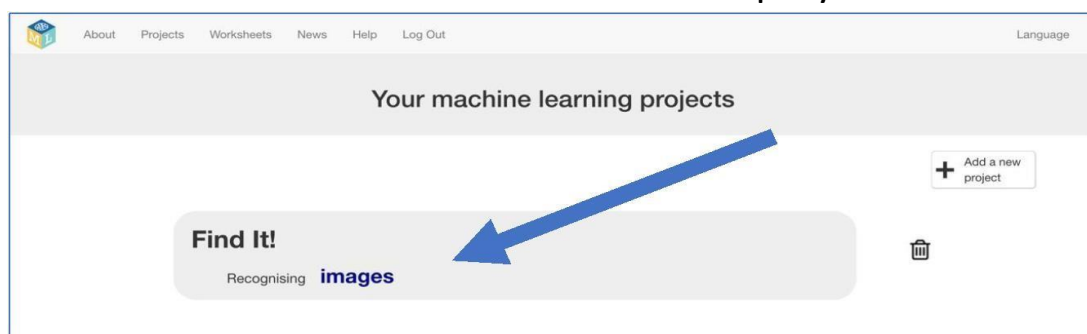 About Projects Worksheets News Help Log Out Language
Your machine learning projects
Add a new
project
Find It!
Recognising images